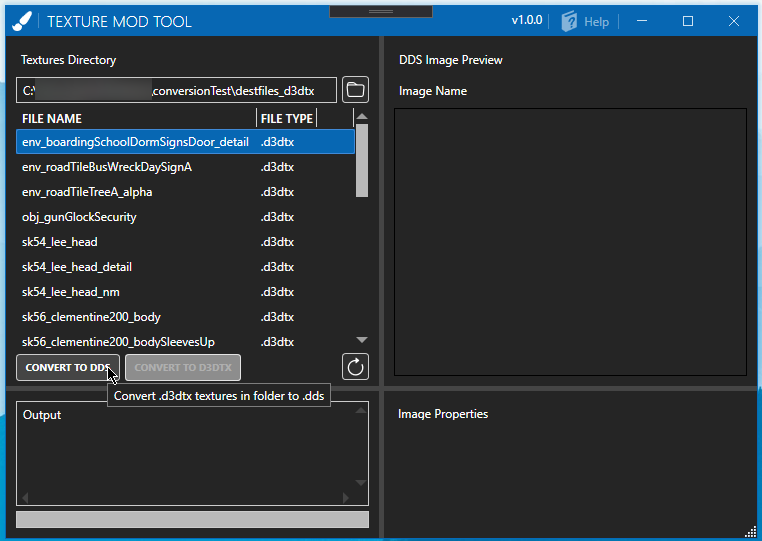 TEXTURE MOD TOOL
v1.0.0
Help
Textures Directory
C:\ \conversionTest\destfiles_d3dtx
FILE NAME FILE TYPE
env_boardingSchoolDormSignsDoor_detail .d3dtx
env_roadTileBusWreckDaySignA .d3dtx
env_roadTileTreeA_alpha .d3dtx
obj_gunGlockSecurity .d3dtx
sk54_lee_head .d3dtx
sk54_lee_head_detail .d3dtx
sk54_lee_head_nm .d3dtx
sk56_clementine200_body .d3dtx
sk56_clementine200_bodySleevesUp .d3dtx
CONVERT TO DDS
CONVERT TO D3DTX
Convert .d3dtx textures in folder to .dds
Output
DDS Image Preview
Image Name
Image Properties